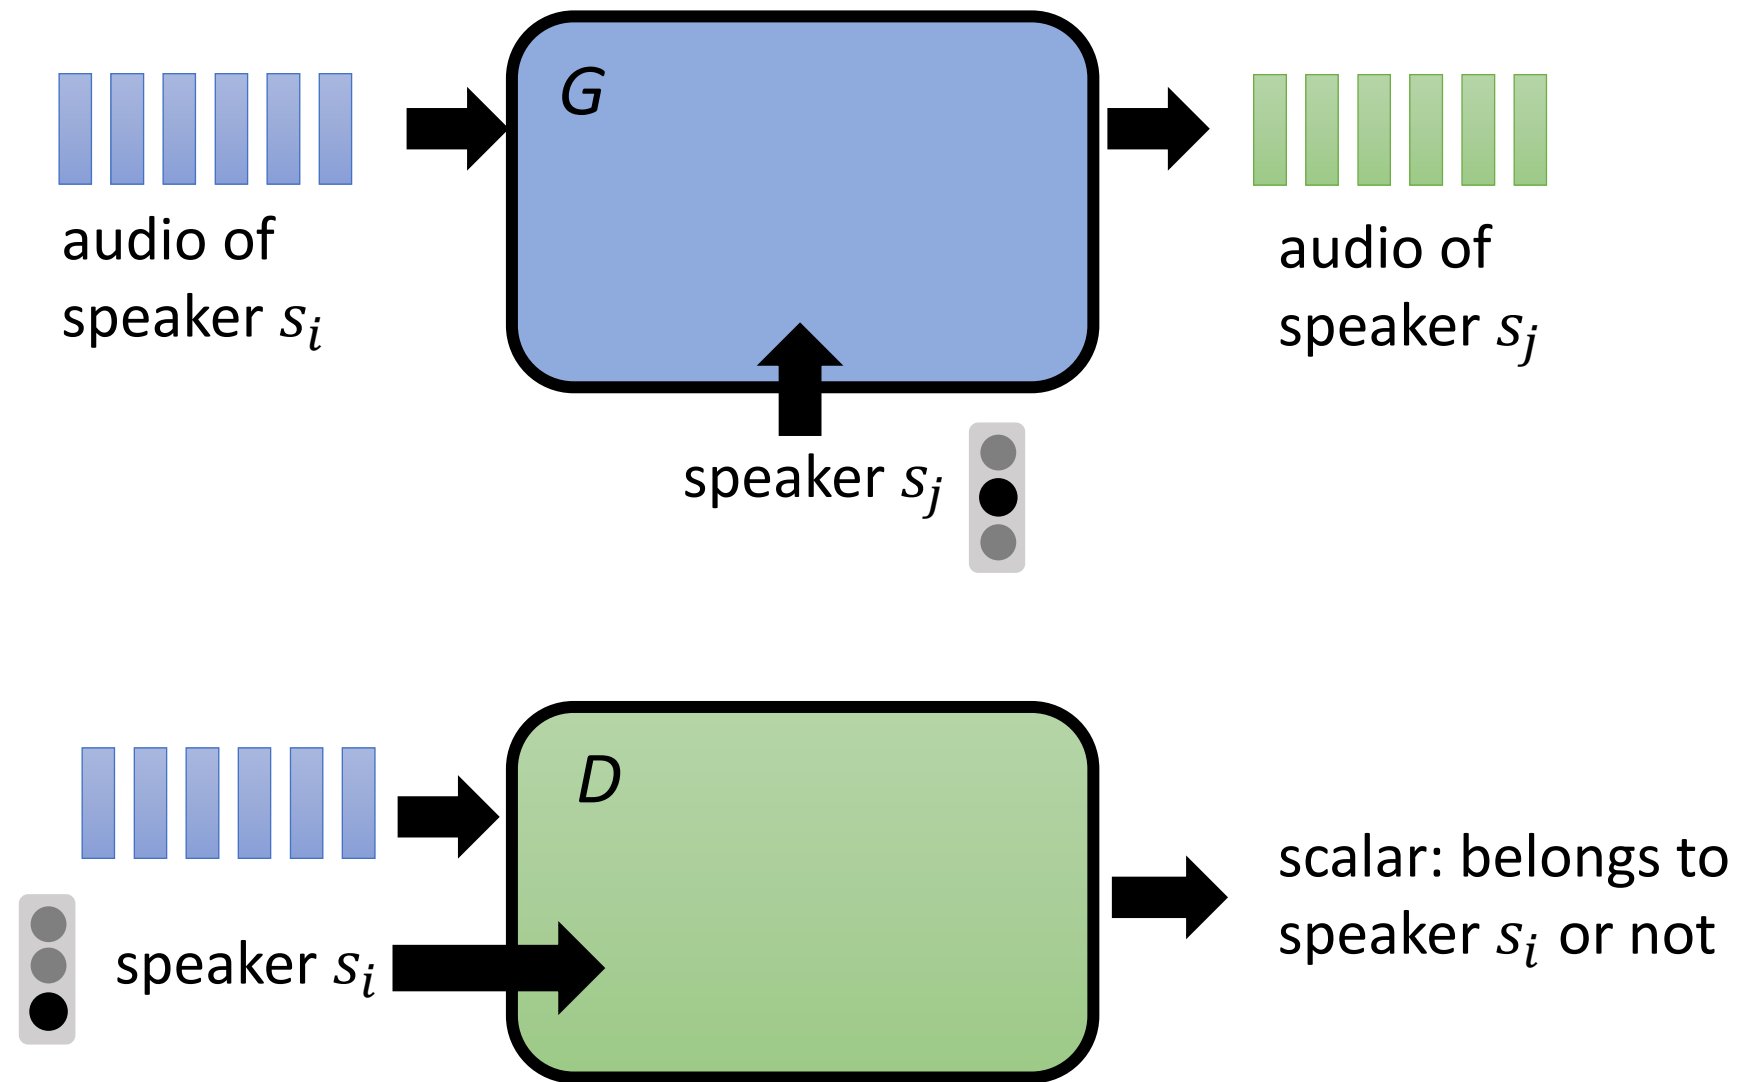 G
audio of
speaker s_i
audio of
speaker s_j
speaker s_j
D
speaker s_i
scalar: belongs to
speaker s_i or not